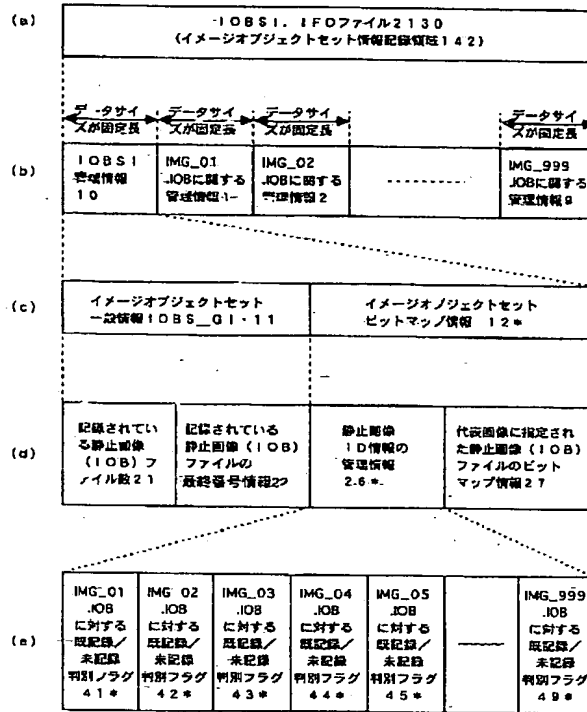 (a)
IOBSI. IFOファイル2130
(イメージオブジェクトセット情報記録領域142)
データサイ
ズが固定長
データサイ
ズが固定長
データサイ
ズが固定長
データサイ
ズが固定長
(b)
IOBSI
管理情報
10
IMG_01
.IOBに関する
管理情報1
IMG_02
.IOBに関する
管理情報2
IMG_999
.IOBに関する
管理情報9
(c)
イメージオブジェクトセット
一般情報IOBS_GI・11
イメージオブジェクトセット
ビットマップ情報 12*
(d)
記録されてい
る静止画像
(IOB)フ
ァイル数21
記録されている
静止画像(IOB)
ファイルの
最終番号情報22
静止画像
ID情報の
管理情報
26*
代表画像に指定され
た静止画像(IOB)
ファイルのビット
マップ情報27
(e)
IMG_01
.IOB
に対する
既記録/
未記録
判別フラグ
41*
IMG_02
.IOB
に対する
既記録/
未記録
判別フラグ
42*
IMG_03
.IOB
に対する
既記録/
未記録
判別フラグ
43*
IMG_04
.IOB
に対する
既記録/
未記録
判別フラグ
44*
IMG_05
.IOB
に対する
既記録/
未記録
判別フラグ
45*
IMG_999
.IOB
に対する
既記録/
未記録
判別フラグ
49*